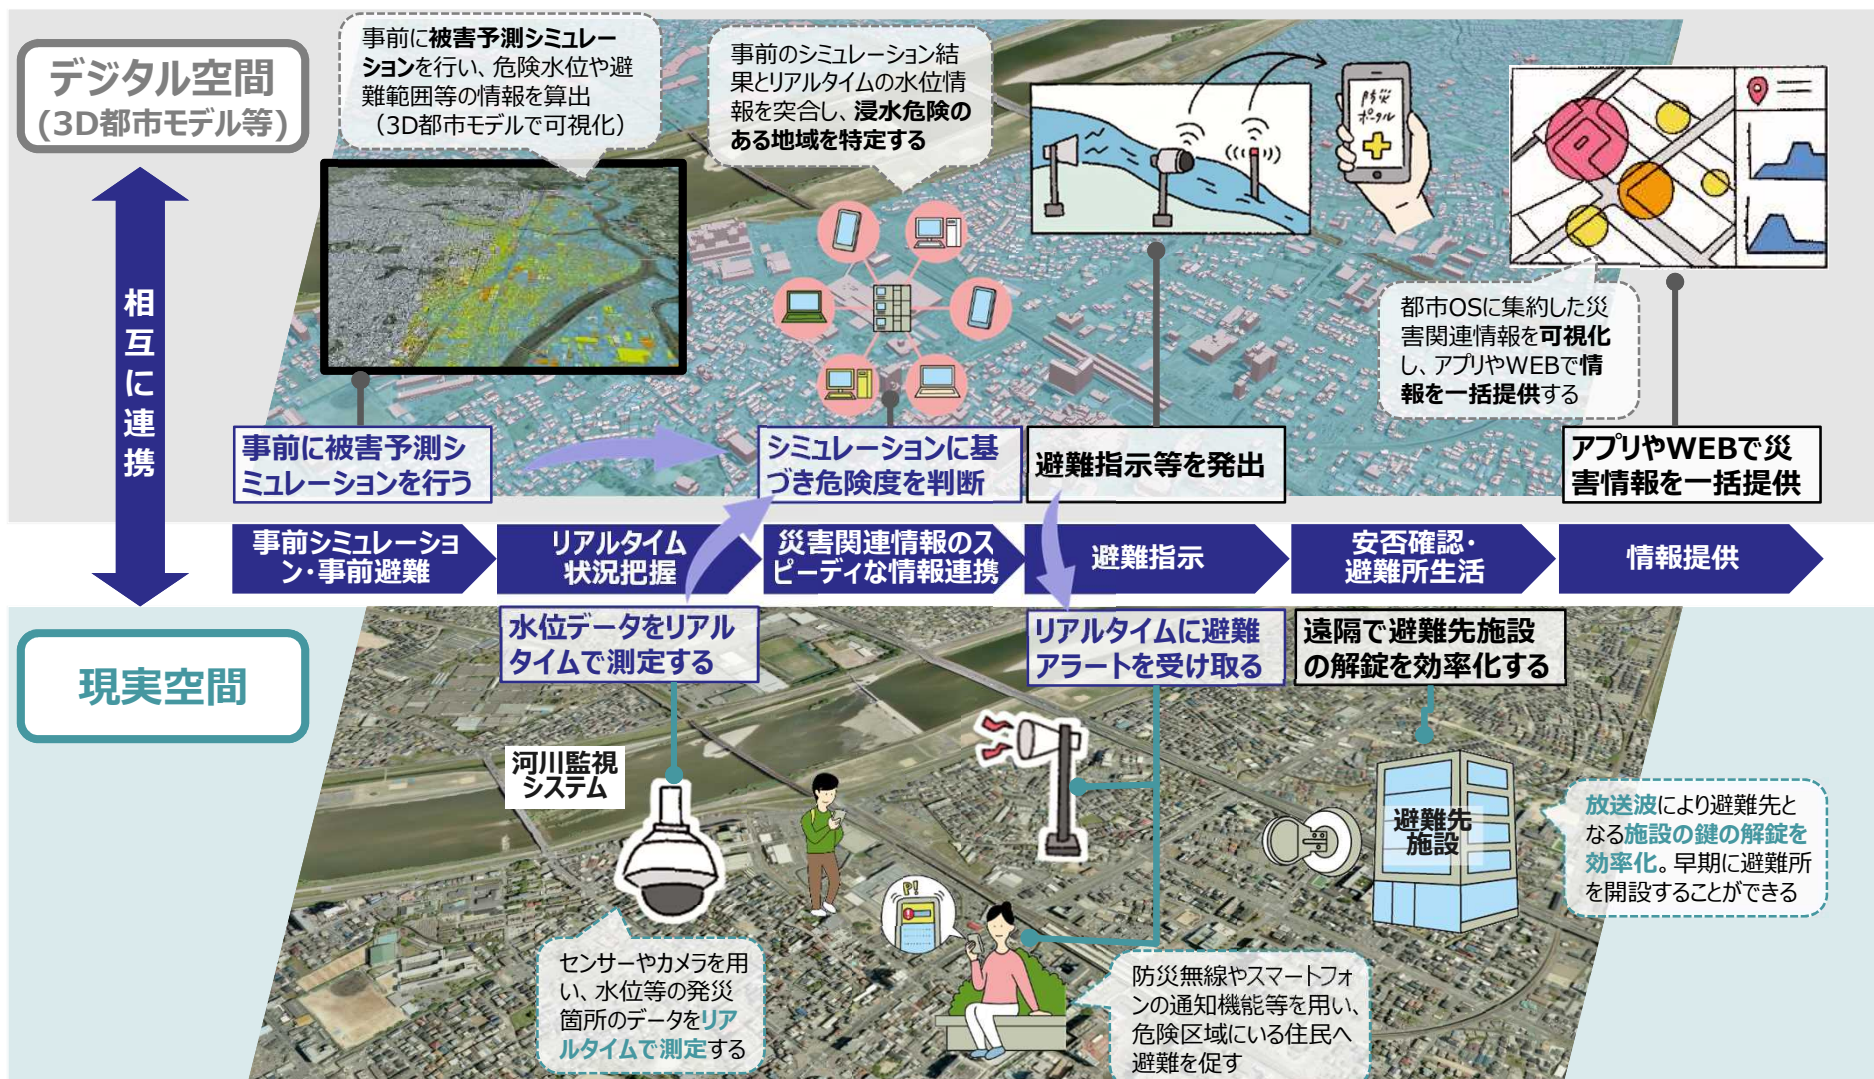 デジタル空間
(3D都市モデル等)
事前に被害予測シミュレー
ションを行い、危険水位や避
難範囲等の情報を算出
（3D都市モデルで可視化）
事前のシミュレーション結
果とリアルタイムの水位情
報を突合し、浸水危険の
ある地域を特定する
防災
ポータル
都市OSに集約した災
害関連情報を可視化
し、アプリやWEBで情
報を一括提供する
相互に連携
事前に被害予測シ
ミュレーションを行う
シミュレーションに基
づき危険度を判断
避難指示等を発出
アプリやWEBで災
害情報を一括提供
事前シミュレーショ
ン・事前避難
リアルタイム
状況把握
災害関連情報のス
ピーディな情報連携
避難指示
安否確認・
避難所生活
情報提供
現実空間
水位データをリアル
タイムで測定する
リアルタイムに避難
アラートを受け取る
遠隔で避難先施設
の解錠を効率化する
河川監視
システム
避難先
施設
放送波により避難先と
なる施設の鍵の解錠を
効率化。早期に避難所
を開設することができる
P!
センサーやカメラを用
い、水位等の発災
箇所のデータをリア
ルタイムで測定する
防災無線やスマートフォ
ンの通知機能等を用い、
危険区域にいる住民へ
避難を促す